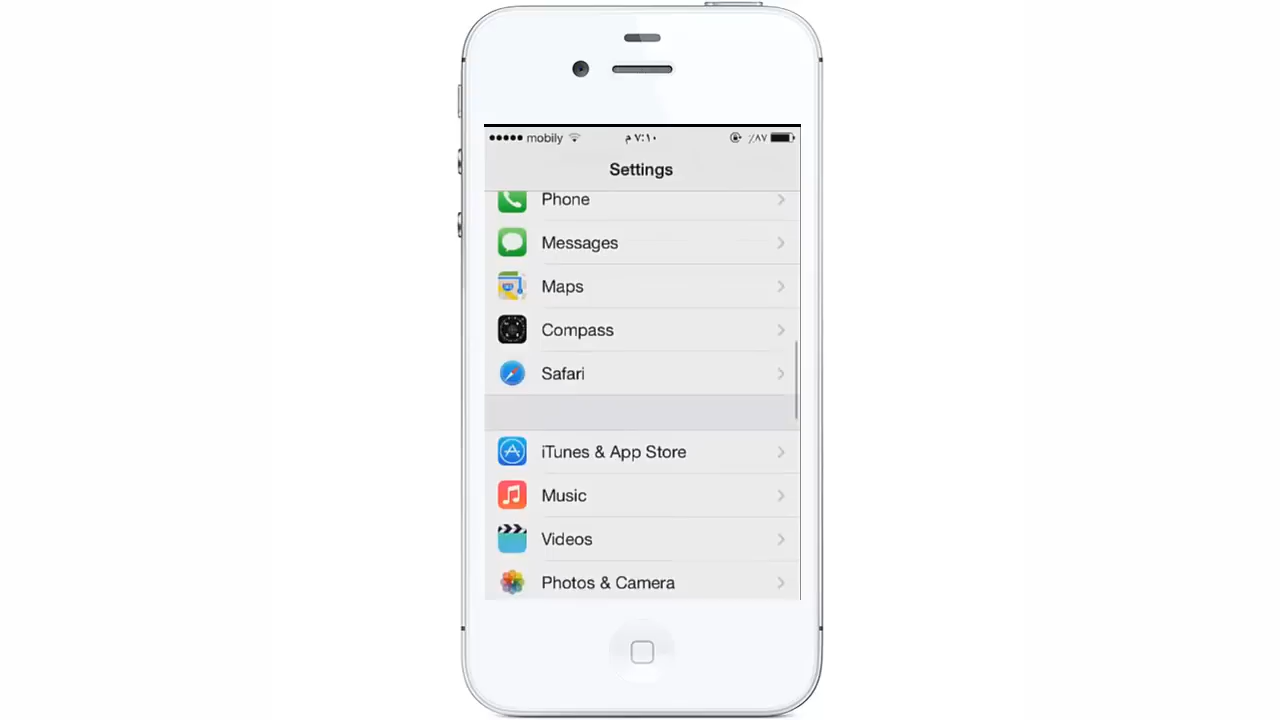 mobily ٧:١٠ م ٪٨٧
Settings
Phone
Messages
Maps
Compass
Safari
iTunes & App Store
Music
Videos
Photos & Camera